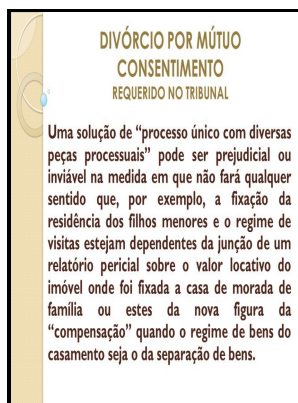 DIVÓRCIO POR MÚTUO
CONSENTIMENTO
REQUERIDO NO TRIBUNAL
Uma solução de “processo único com diversas
peças processuais” pode ser prejudicial ou
inviável na medida em que não fará qualquer
sentido que, por exemplo, a fixação da
residência dos filhos menores e o regime de
visitas estejam dependentes da junção de um
relatório pericial sobre o valor locativo do
imóvel onde foi fixada a casa de morada de
família ou estes da nova figura da
“compensação” quando o regime de bens do
casamento seja o da separação de bens.